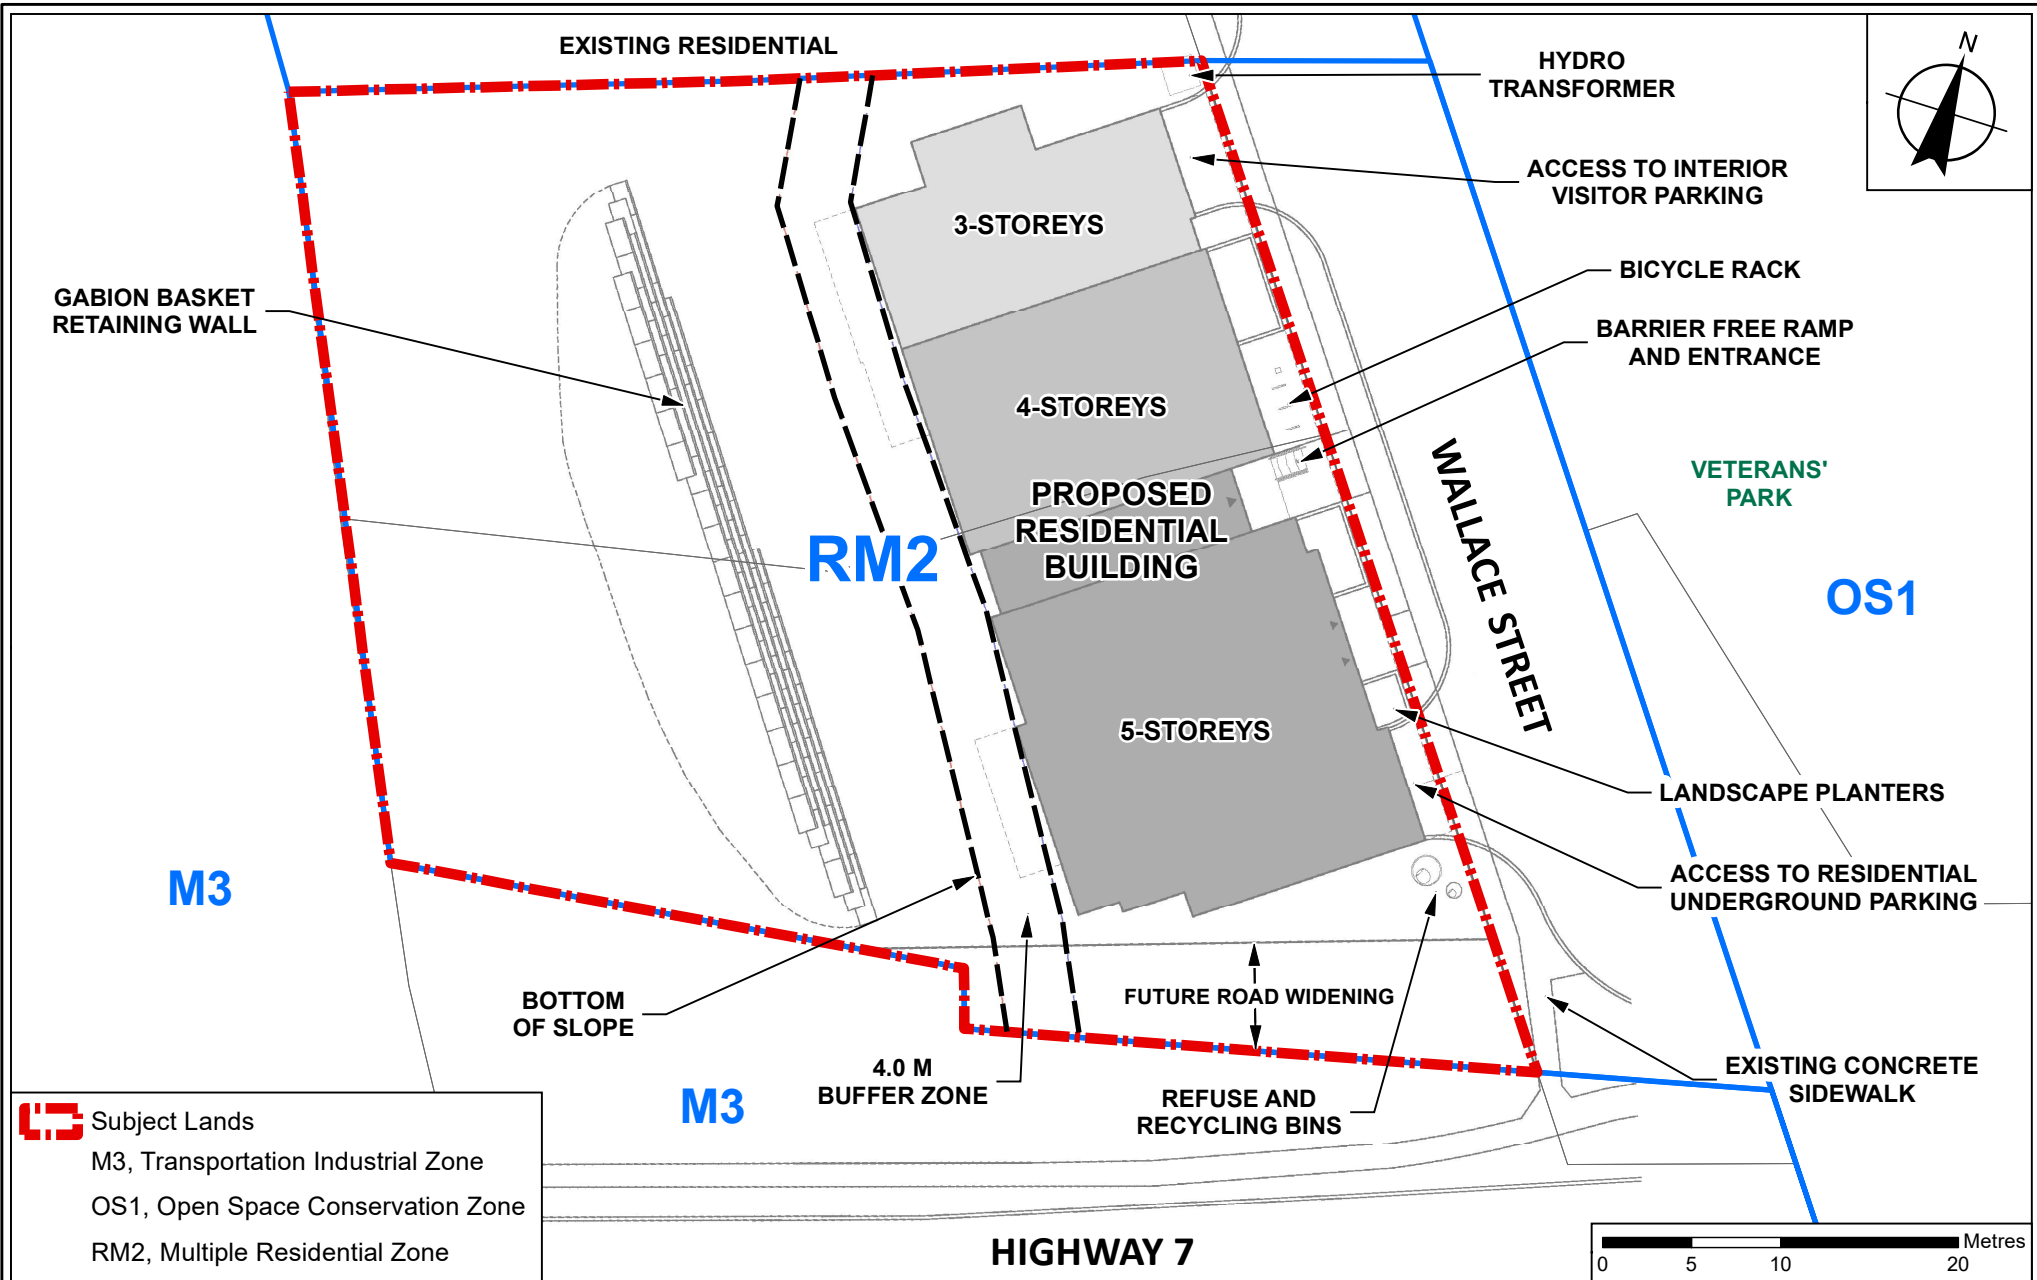 EXISTING RESIDENTIAL
N
HYDRO
TRANSFORMER
ACCESS TO INTERIOR
VISITOR PARKING
3-STOREYS
BICYCLE RACK
GABION BASKET
RETAINING WALL
BARRIER FREE RAMP
AND ENTRANCE
4-STOREYS
WALLACE STREET
VETERANS'
PARK
PROPOSED
RESIDENTIAL
BUILDING
RM2
OS1
5-STOREYS
LANDSCAPE PLANTERS
M3
ACCESS TO RESIDENTIAL
UNDERGROUND PARKING
BOTTOM
OF SLOPE
FUTURE ROAD WIDENING
4.0 M
BUFFER ZONE
REFUSE AND
RECYCLING BINS
EXISTING CONCRETE
SIDEWALK
M3
Subject Lands
M3, Transportation Industrial Zone
OS1, Open Space Conservation Zone
RM2, Multiple Residential Zone
HIGHWAY 7
Metres
0 5 10 20